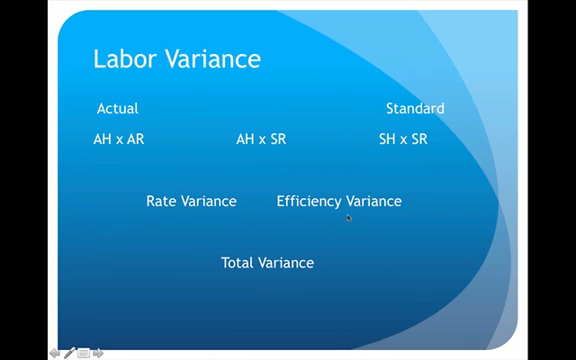 Labor Variance
Actual Standard
AH x AR AH x SR SH x SR
Rate Variance Efficiency Variance
Total Variance